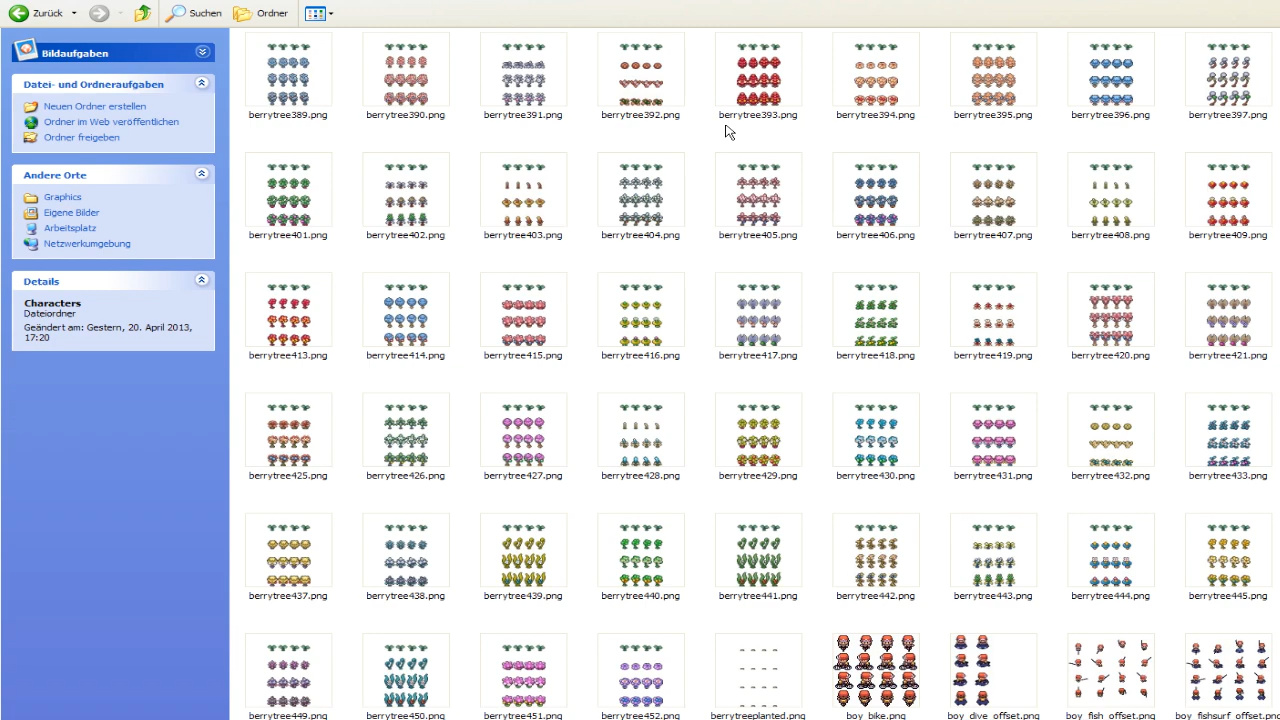 Zurück
Suchen
Ordner
Bildaufgaben
Datei- und Ordneraufgaben
Neuen Ordner erstellen
Ordner im Web veröffentlichen
Ordner freigeben
Andere Orte
Graphics
Eigene Bilder
Arbeitsplatz
Netzwerkumgebung
Details
Characters
Dateiordner
Geändert am: Gestern, 20. April 2013,
17:20
berrytree389.png berrytree390.png berrytree391.png berrytree392.png berrytree393.png berrytree394.png berrytree395.png berrytree396.png berrytree397.png
berrytree401.png berrytree402.png berrytree403.png berrytree404.png berrytree405.png berrytree406.png berrytree407.png berrytree408.png berrytree409.png
berrytree413.png berrytree414.png berrytree415.png berrytree416.png berrytree417.png berrytree418.png berrytree419.png berrytree420.png berrytree421.png
berrytree425.png berrytree426.png berrytree427.png berrytree428.png berrytree429.png berrytree430.png berrytree431.png berrytree432.png berrytree433.png
berrytree437.png berrytree438.png berrytree439.png berrytree440.png berrytree441.png berrytree442.png berrytree443.png berrytree444.png berrytree445.png
berrytree449.png berrytree450.png berrytree451.png berrytree452.png berrytreeplanted.png boy_bike.png boy_dive_offset.png boy_fish_offset.png boy_fishsurf_offset.png